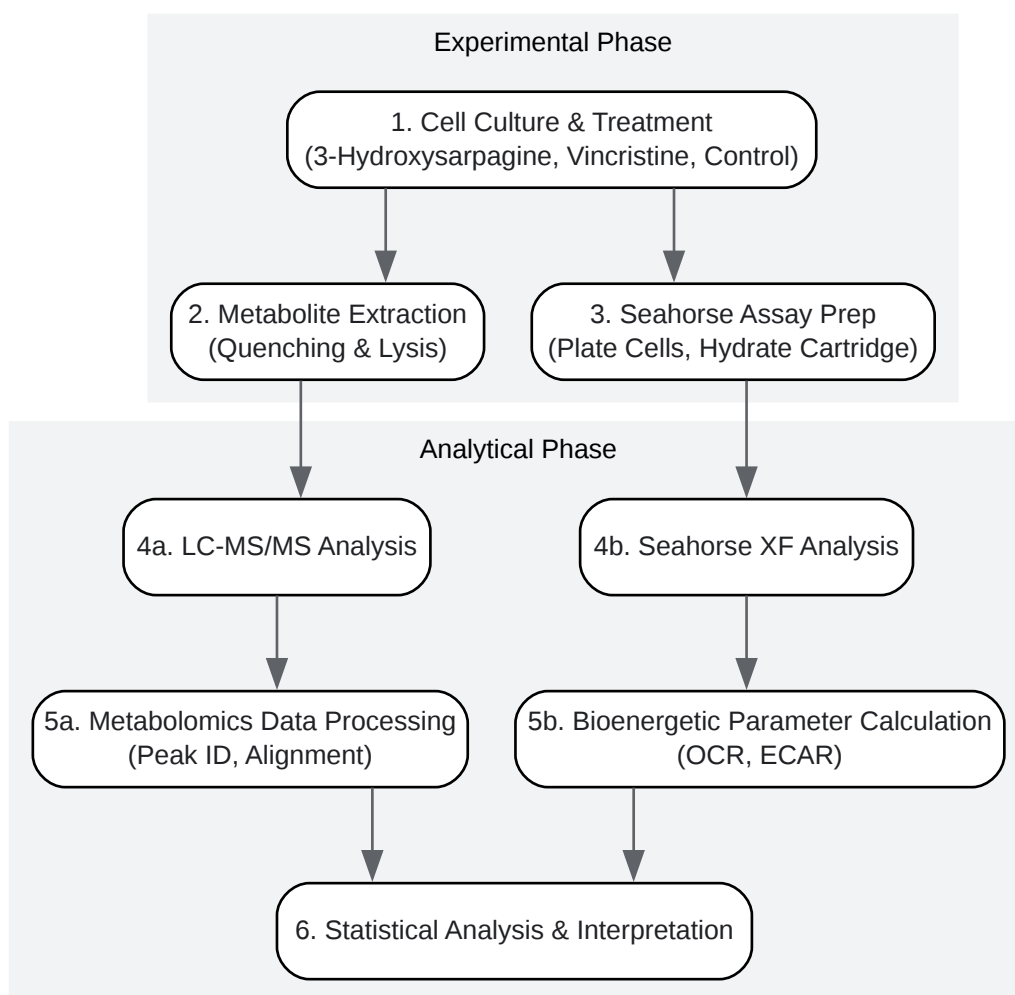 Experimental Phase
1. Cell Culture & Treatment
(3-Hydroxysarpagine, Vincristine, Control)
2. Metabolite Extraction
(Quenching & Lysis)
3. Seahorse Assay Prep
(Plate Cells, Hydrate Cartridge)
Analytical Phase
4a. LC-MS/MS Analysis
4b. Seahorse XF Analysis
5a. Metabolomics Data Processing
(Peak ID, Alignment)
5b. Bioenergetic Parameter Calculation
(OCR, ECAR)
6. Statistical Analysis & Interpretation